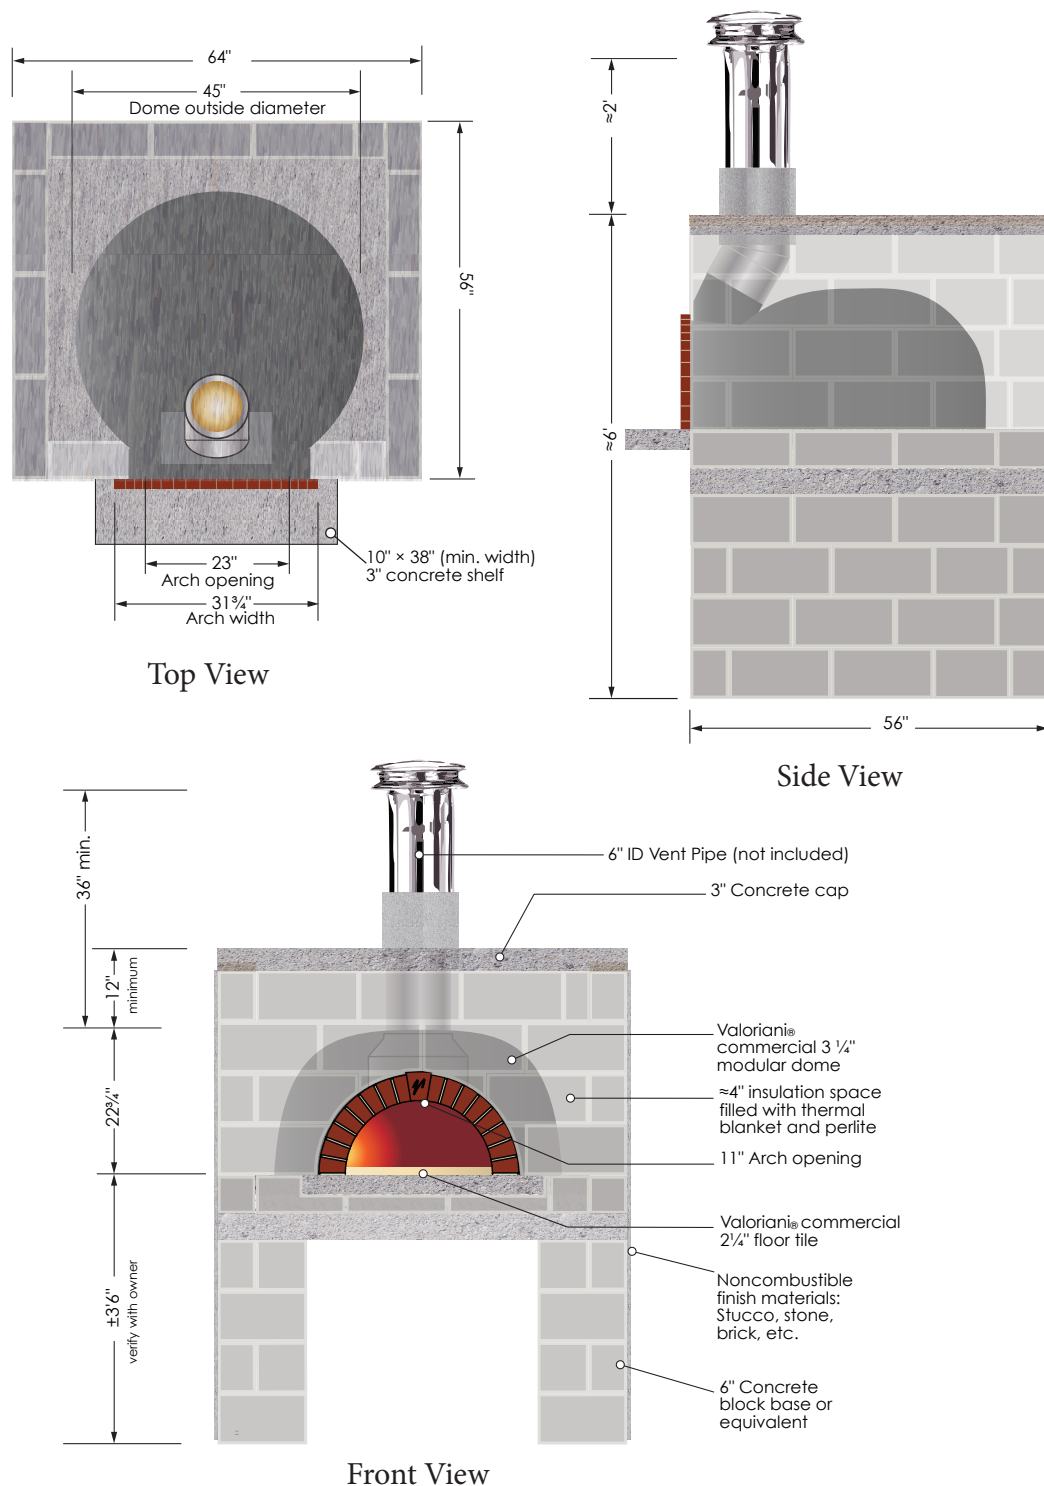 64"
45"
Dome outside diameter
56"
10" × 38" (min. width)
3" concrete shelf
23"
Arch opening
31¾"
Arch width
Top View
≈2'
≈9'
56"
Side View
36" min.
12"
minimum
22¾"
±3'6"
verify with owner
6" ID Vent Pipe (not included)
3" Concrete cap
Valoriani®
commercial 3 ¼"
modular dome
≈4" insulation space
filled with thermal
blanket and perlite
11" Arch opening
Valoriani® commercial
2¼" floor tile
Noncombustible
finish materials:
Stucco, stone,
brick, etc.
6" Concrete
block base or
equivalent
Front View